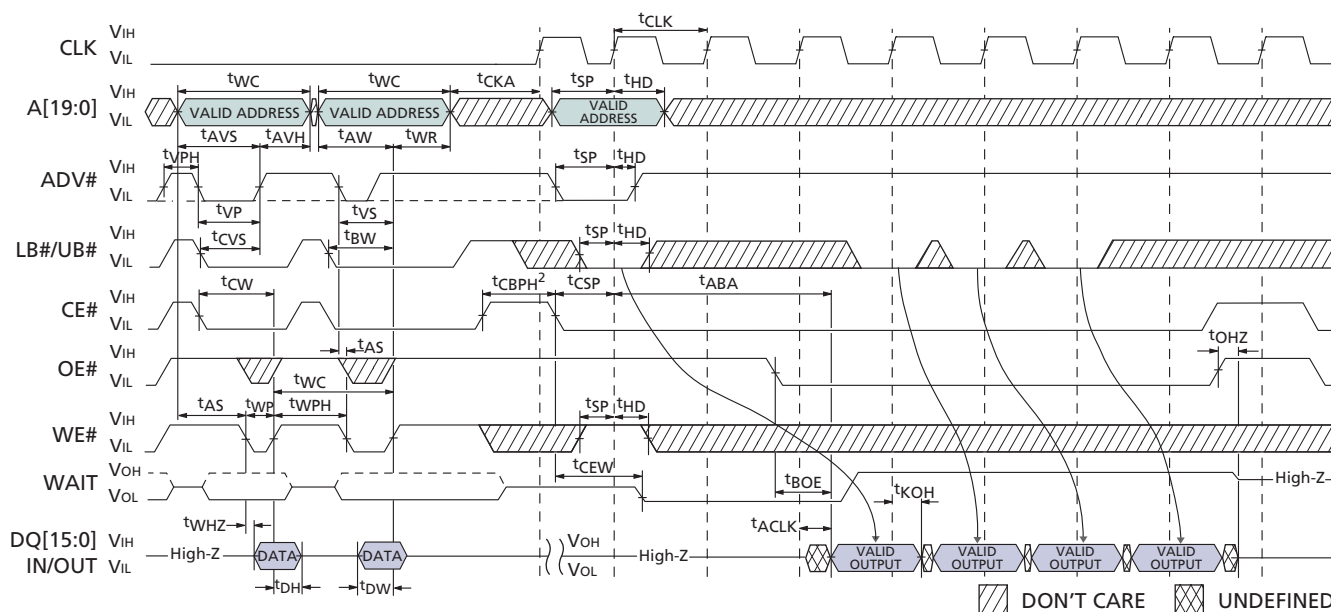 CLK VIH VIL tCLK
A[19:0] VIH VIL tWC tWC tCKA tSP tHD
VALID ADDRESS VALID ADDRESS VALID ADDRESS
tAVS tAVH tAW tWR
ADV# VIH VIL tVPH tSP tHD
tVP tVS
LB#/UB# VIH VIL tCVS tBW tSP tHD
CE# VIH VIL tCW tCBPH2 tCSP tABA
OE# VIH VIL tAS tOHZ
tWC
WE# VIH VIL tAS tWP tWPH tSP tHD
WAIT VOH VOL tCEW tBOE tKOH High-Z
tWHZ tACLK
DQ[15:0] IN/OUT VIH VIL High-Z DATA DATA VOH VOL High-Z VALID OUTPUT VALID OUTPUT VALID OUTPUT VALID OUTPUT
tDH tDW
DON'T CARE UNDEFINED